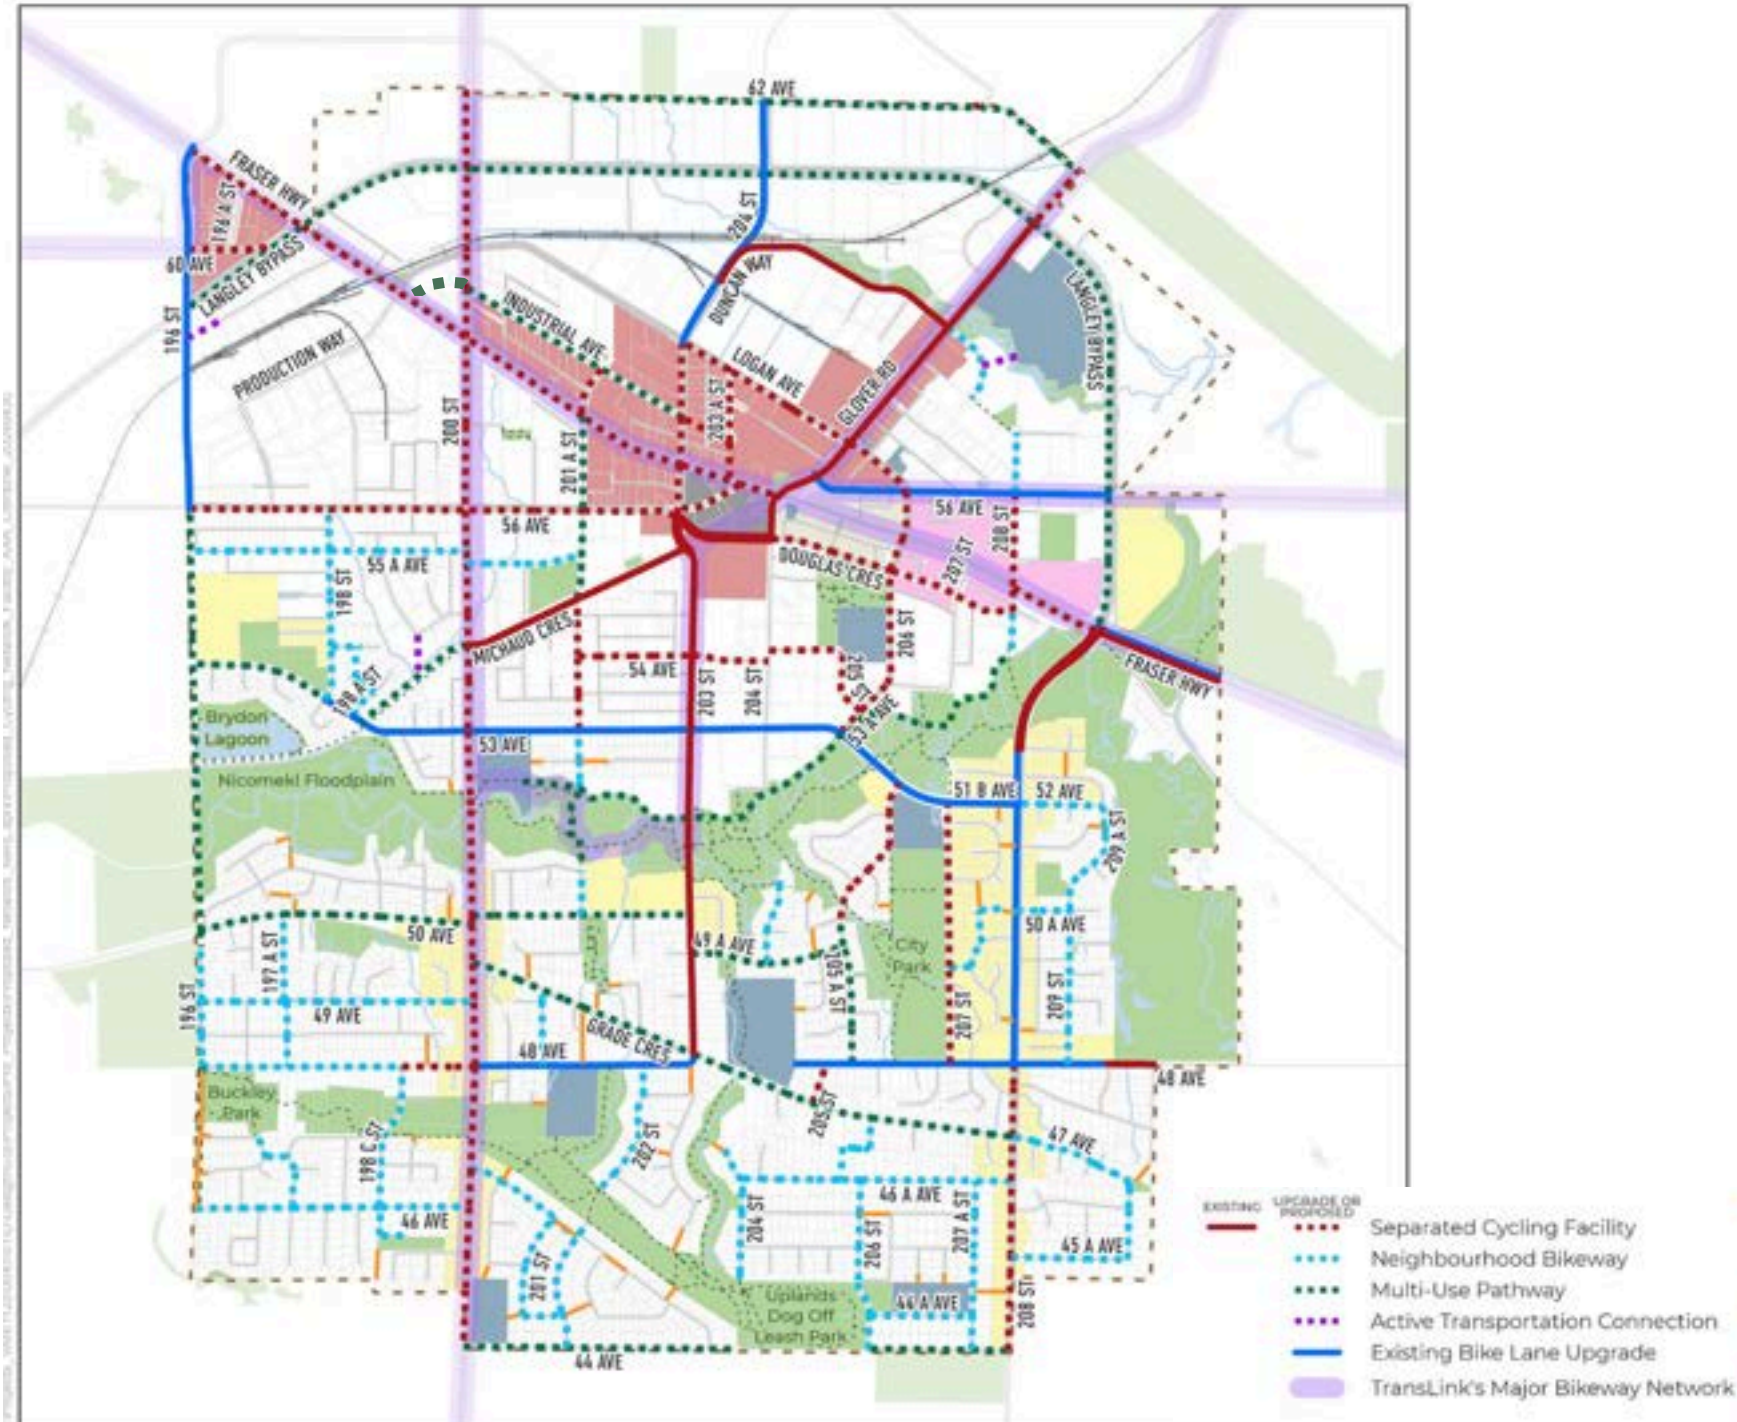 62 AVE
FRASER HWY
196 A ST
204 ST
60 AVE
LANGLEY BYPASS
DUNCAN WAY
LANGLEY BYPASS
196 ST
INDUSTRIAL AVE
PRODUCTION WAY
LOGAN AVE
GLOVER RD
200 ST
203 A ST
201 A ST
56 AVE
56 AVE
208 ST
55 A AVE
DOUGLAS CRES
207 ST
198 ST
MICHAUD CRES
206 ST
54 AVE
FRASER HWY
198 A ST
203 ST
204 ST
205 ST
53 A AVE
Brydon
Lagoon
53 AVE
Nicomekl Floodplain
51 B AVE
52 AVE
209 A ST
50 AVE
49 A AVE
50 A AVE
City
Park
197 A ST
205 A ST
196 ST
49 AVE
207 ST
209 ST
GRADE CRES
48 AVE
48 AVE
Buckley
Park
205 ST
47 AVE
198 C ST
202 ST
46 A AVE
46 AVE
204 ST
206 ST
207 A ST
45 A AVE
201 ST
44 A AVE
208 ST
Uplands
Dog Off
Leash Park
44 AVE
EXISTING
UPGRADE OR
PROPOSED
Separated Cycling Facility
Neighbourhood Bikeway
Multi-Use Pathway
Active Transportation Connection
Existing Bike Lane Upgrade
TransLink's Major Bikeway Network